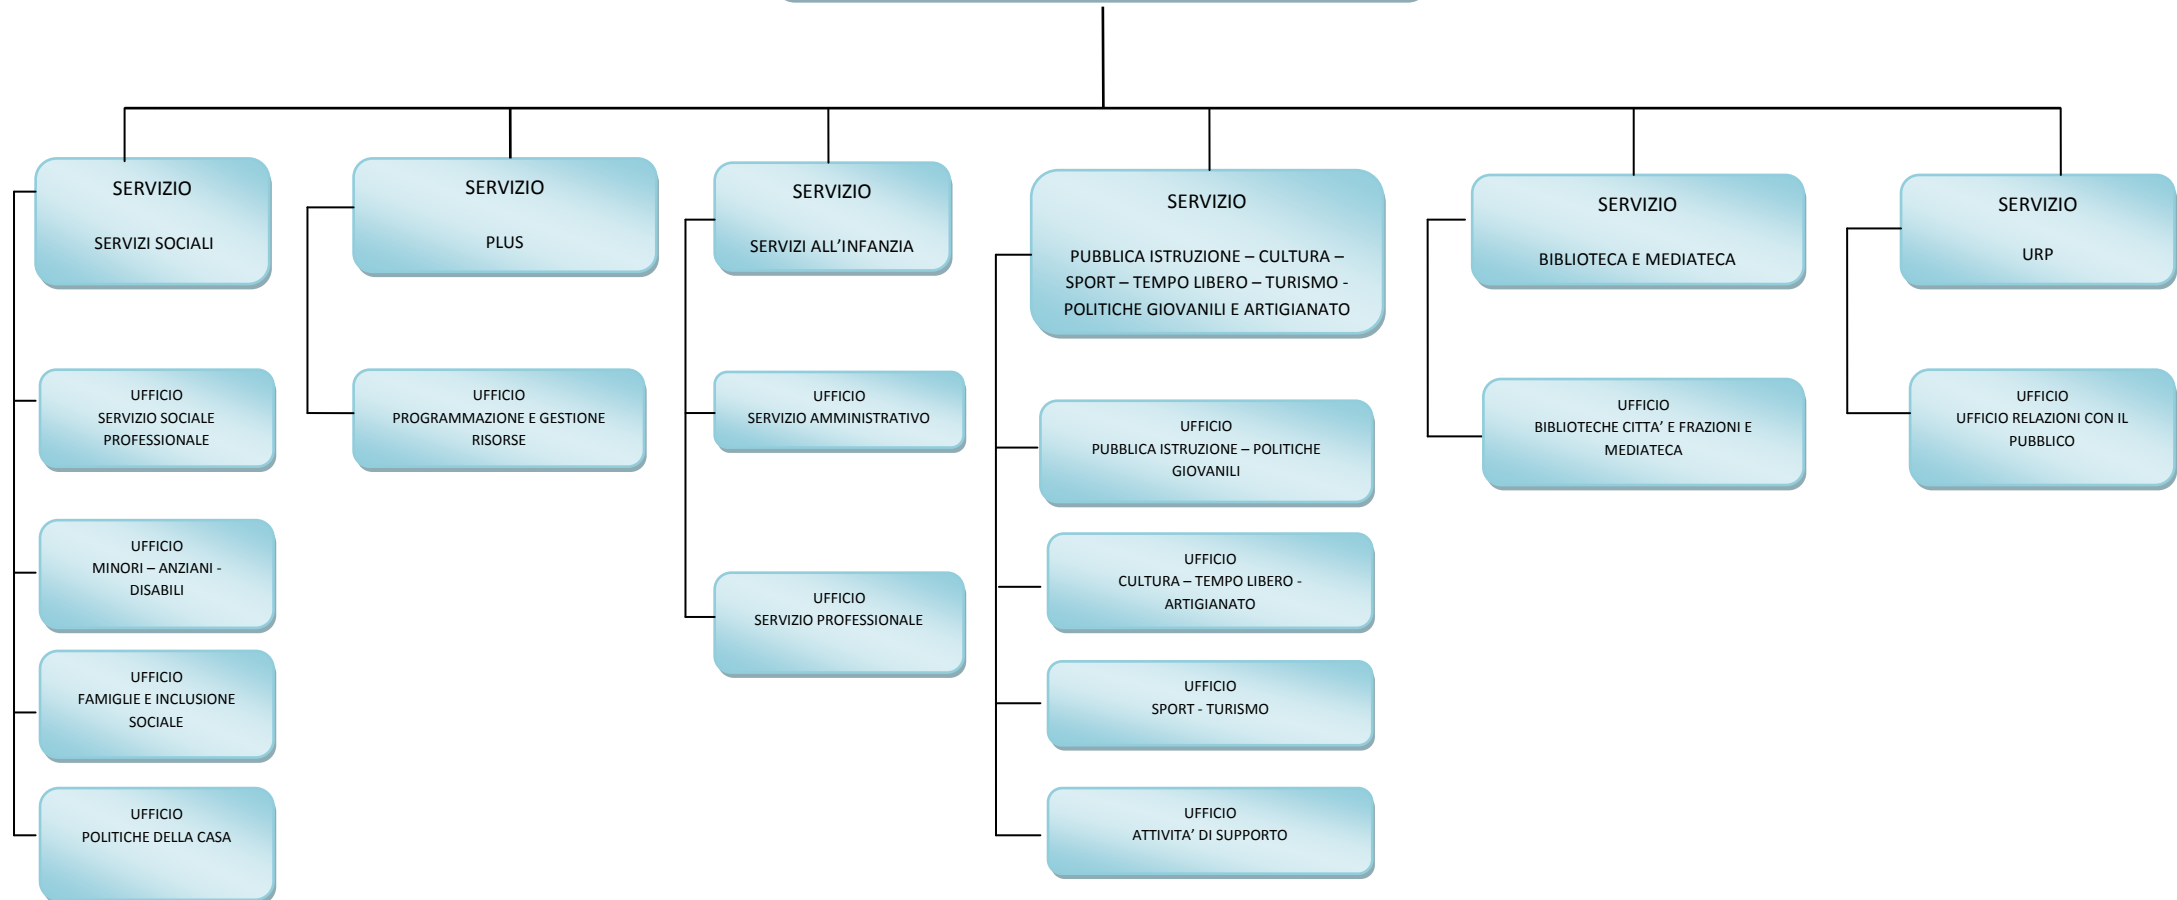 SERVIZIO
SERVIZI SOCIALI
SERVIZIO
PLUS
SERVIZIO
SERVIZI ALL’INFANZIA
SERVIZIO
PUBBLICA ISTRUZIONE – CULTURA –
SPORT – TEMPO LIBERO – TURISMO -
POLITICHE GIOVANILI E ARTIGIANATO
SERVIZIO
BIBLIOTECA E MEDIATECA
SERVIZIO
URP
UFFICIO
SERVIZIO SOCIALE
PROFESSIONALE
UFFICIO
MINORI – ANZIANI -
DISABILI
UFFICIO
FAMIGLIE E INCLUSIONE
SOCIALE
UFFICIO
POLITICHE DELLA CASA
UFFICIO
PROGRAMMAZIONE E GESTIONE
RISORSE
UFFICIO
SERVIZIO AMMINISTRATIVO
UFFICIO
SERVIZIO PROFESSIONALE
UFFICIO
PUBBLICA ISTRUZIONE – POLITICHE
GIOVANILI
UFFICIO
CULTURA – TEMPO LIBERO -
ARTIGIANATO
UFFICIO
SPORT - TURISMO
UFFICIO
ATTIVITA’ DI SUPPORTO
UFFICIO
BIBLIOTECHE CITTA’ E FRAZIONI E
MEDIATECA
UFFICIO
UFFICIO RELAZIONI CON IL
PUBBLICO